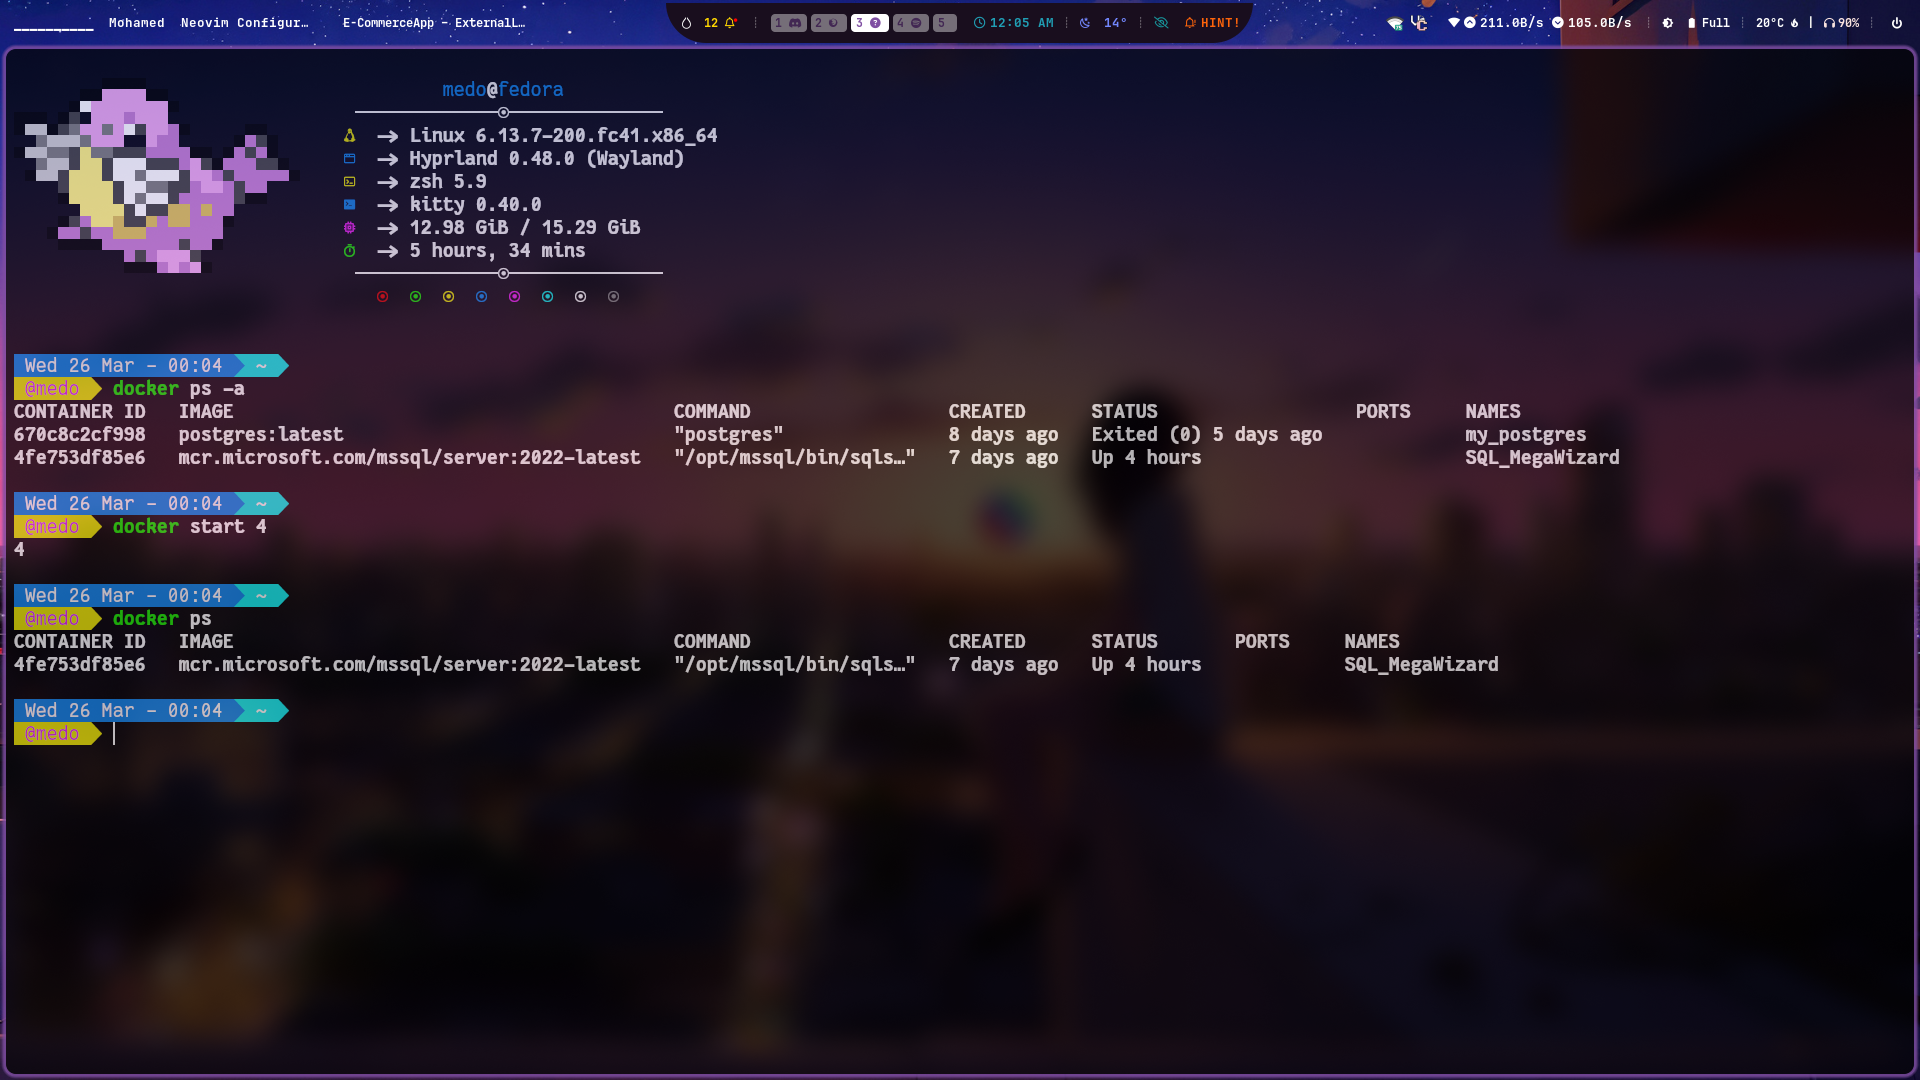 __________ Mohamed Neovim Configur… E-CommerceApp - ExternalL… 12 1 2 3 4 5 12:05 AM 14° HINT! 211.0B/s 105.0B/s Full 20°C | 90%
medo@fedora
Linux 6.13.7-200.fc41.x86_64
Hyprland 0.48.0 (Wayland)
zsh 5.9
kitty 0.40.0
12.98 GiB / 15.29 GiB
5 hours, 34 mins
Wed 26 Mar - 00:04 ~
@medo docker ps -a
CONTAINER ID IMAGE COMMAND CREATED STATUS PORTS NAMES
670c8c2cf998 postgres:latest "postgres" 8 days ago Exited (0) 5 days ago my_postgres
4fe753df85e6 mcr.microsoft.com/mssql/server:2022-latest "/opt/mssql/bin/sqls…" 7 days ago Up 4 hours SQL_MegaWizard
Wed 26 Mar - 00:04 ~
@medo docker start 4
4
Wed 26 Mar - 00:04 ~
@medo docker ps
CONTAINER ID IMAGE COMMAND CREATED STATUS PORTS NAMES
4fe753df85e6 mcr.microsoft.com/mssql/server:2022-latest "/opt/mssql/bin/sqls…" 7 days ago Up 4 hours SQL_MegaWizard
Wed 26 Mar - 00:04 ~
@medo